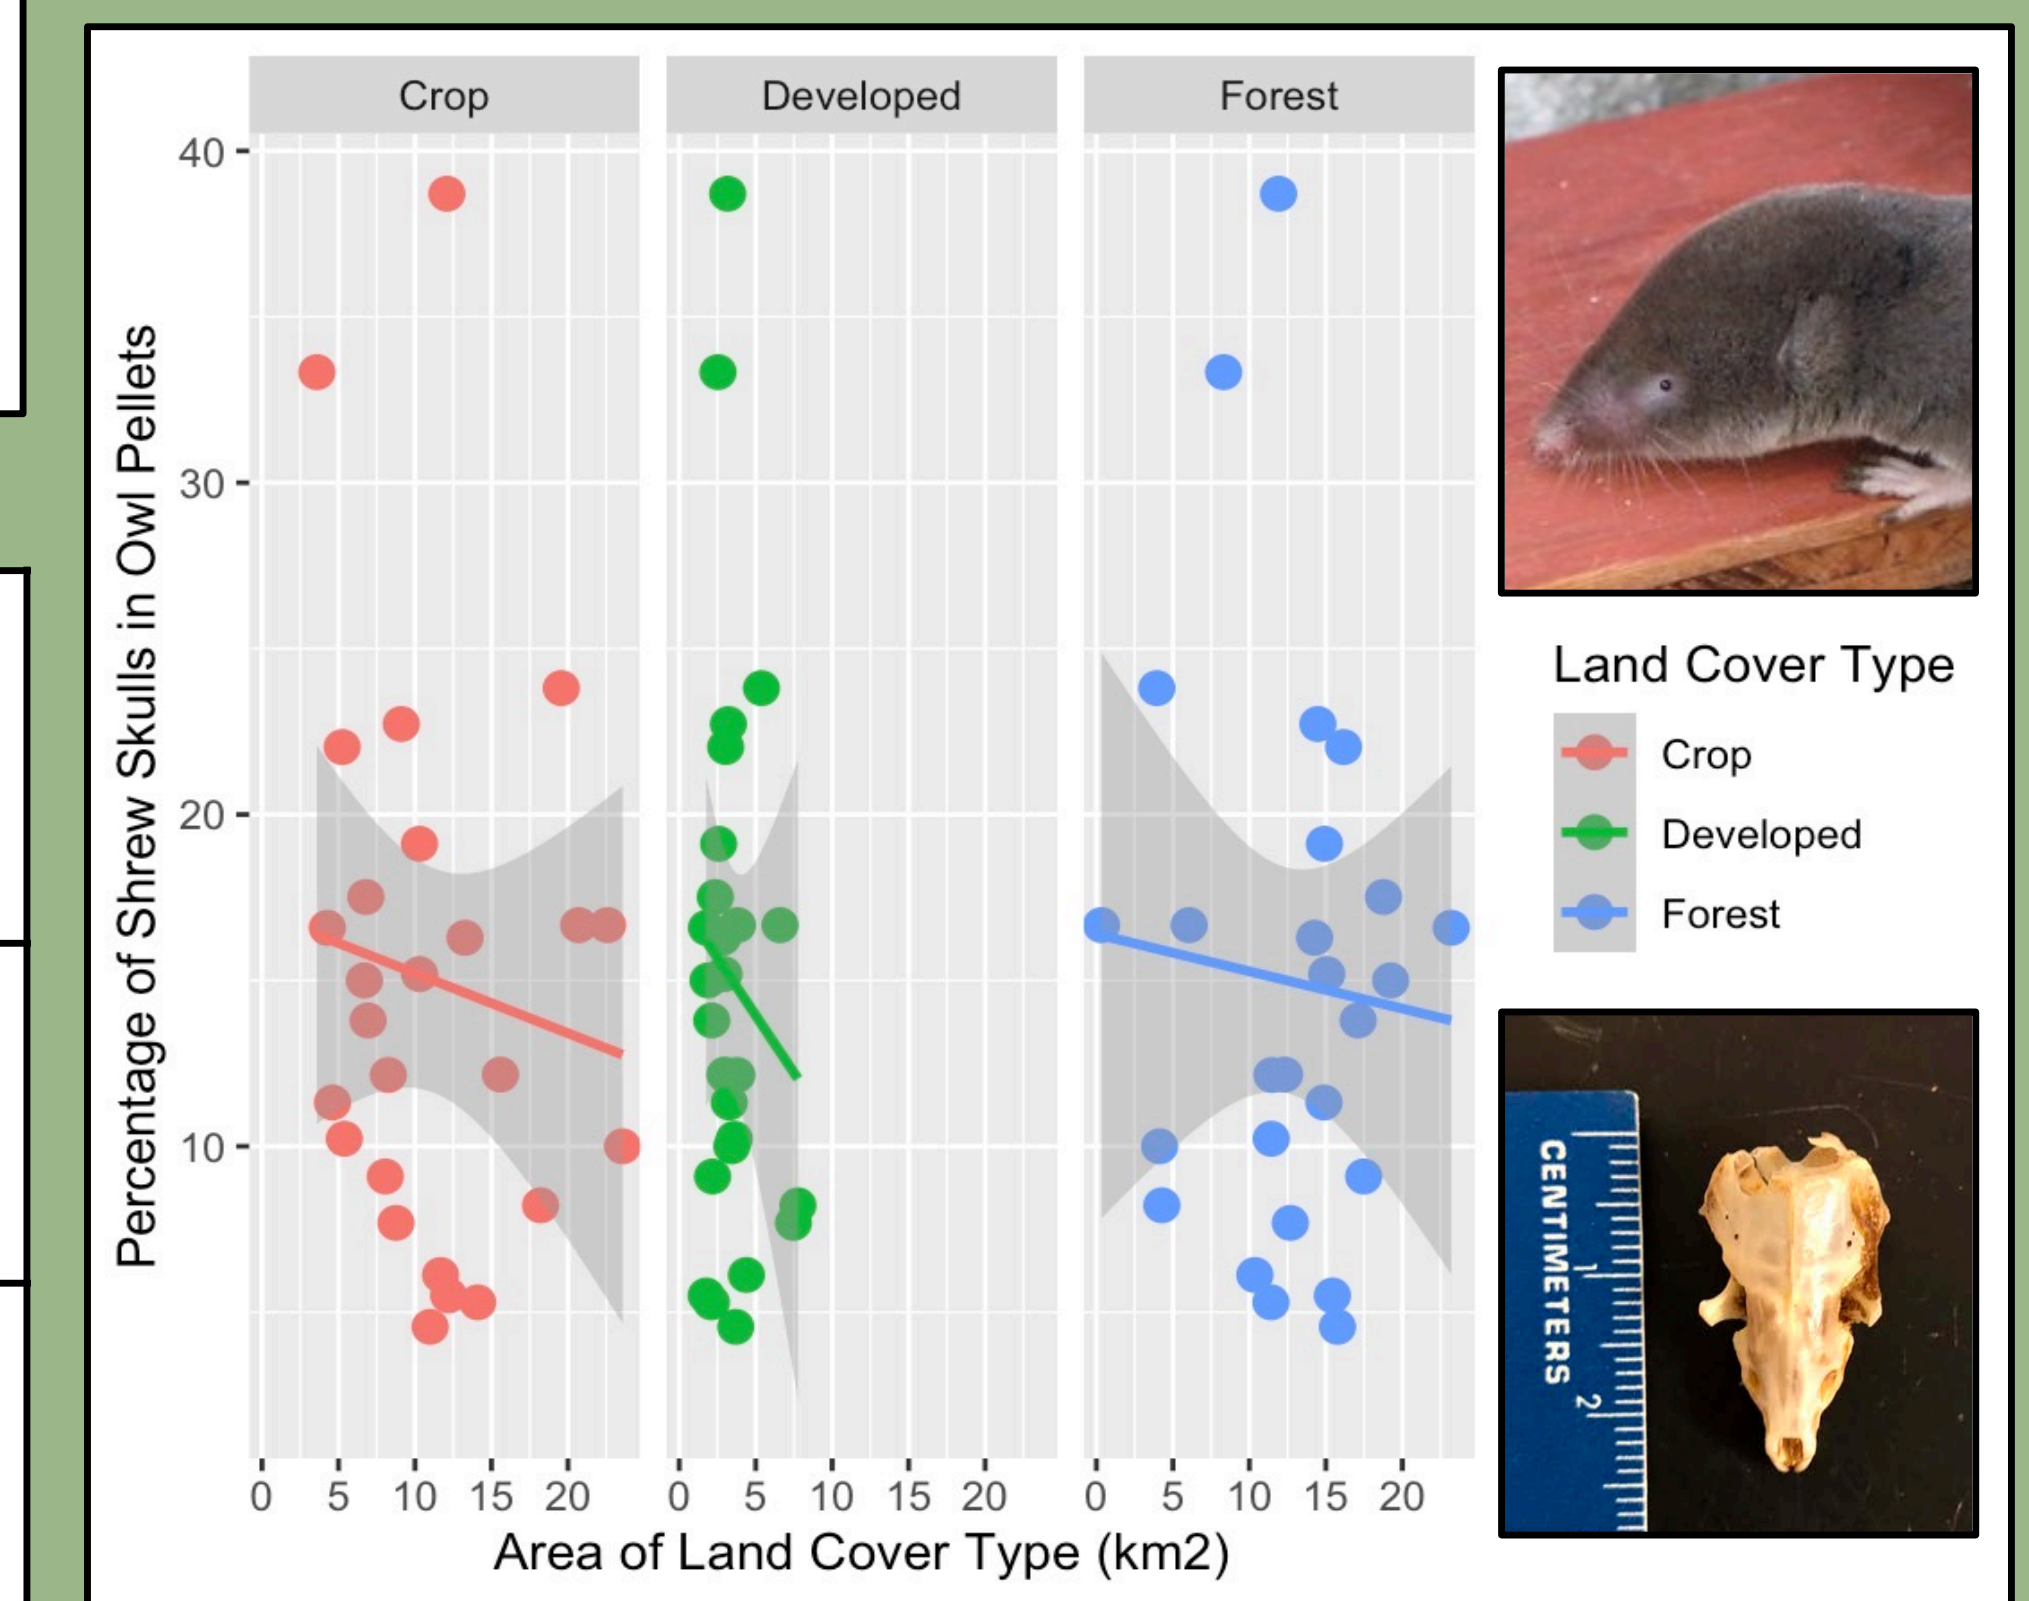 Crop
Developed
Forest
40
30
20
10
Percentage of Shrew Skulls in Owl Pellets
0 5 10 15 20
0 5 10 15 20
0 5 10 15 20
Area of Land Cover Type (km2)
Land Cover Type
Crop
Developed
Forest
CENTIMETERS
1
2